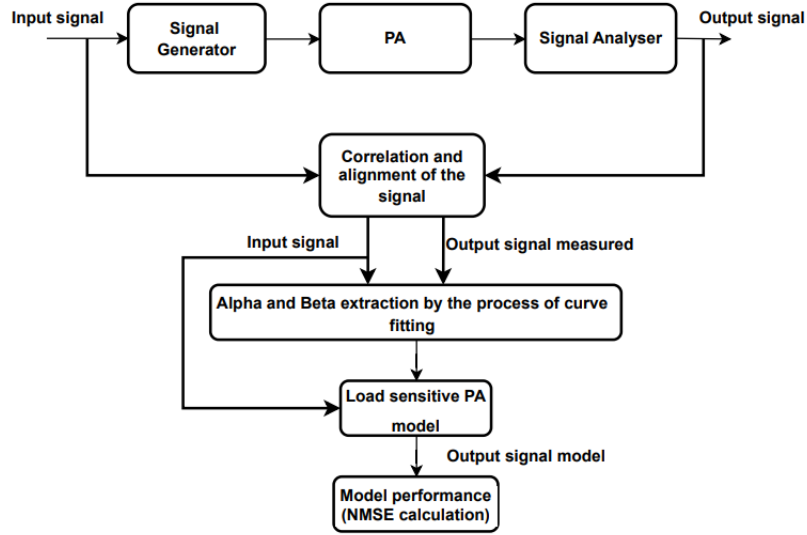 Input signal
Signal
Generator
PA
Signal Analyser
Output signal
Correlation and
alignment of the
signal
Input signal
Output signal measured
Alpha and Beta extraction by the process of curve
fitting
Load sensitive PA
model
Output signal model
Model performance
(NMSE calculation)